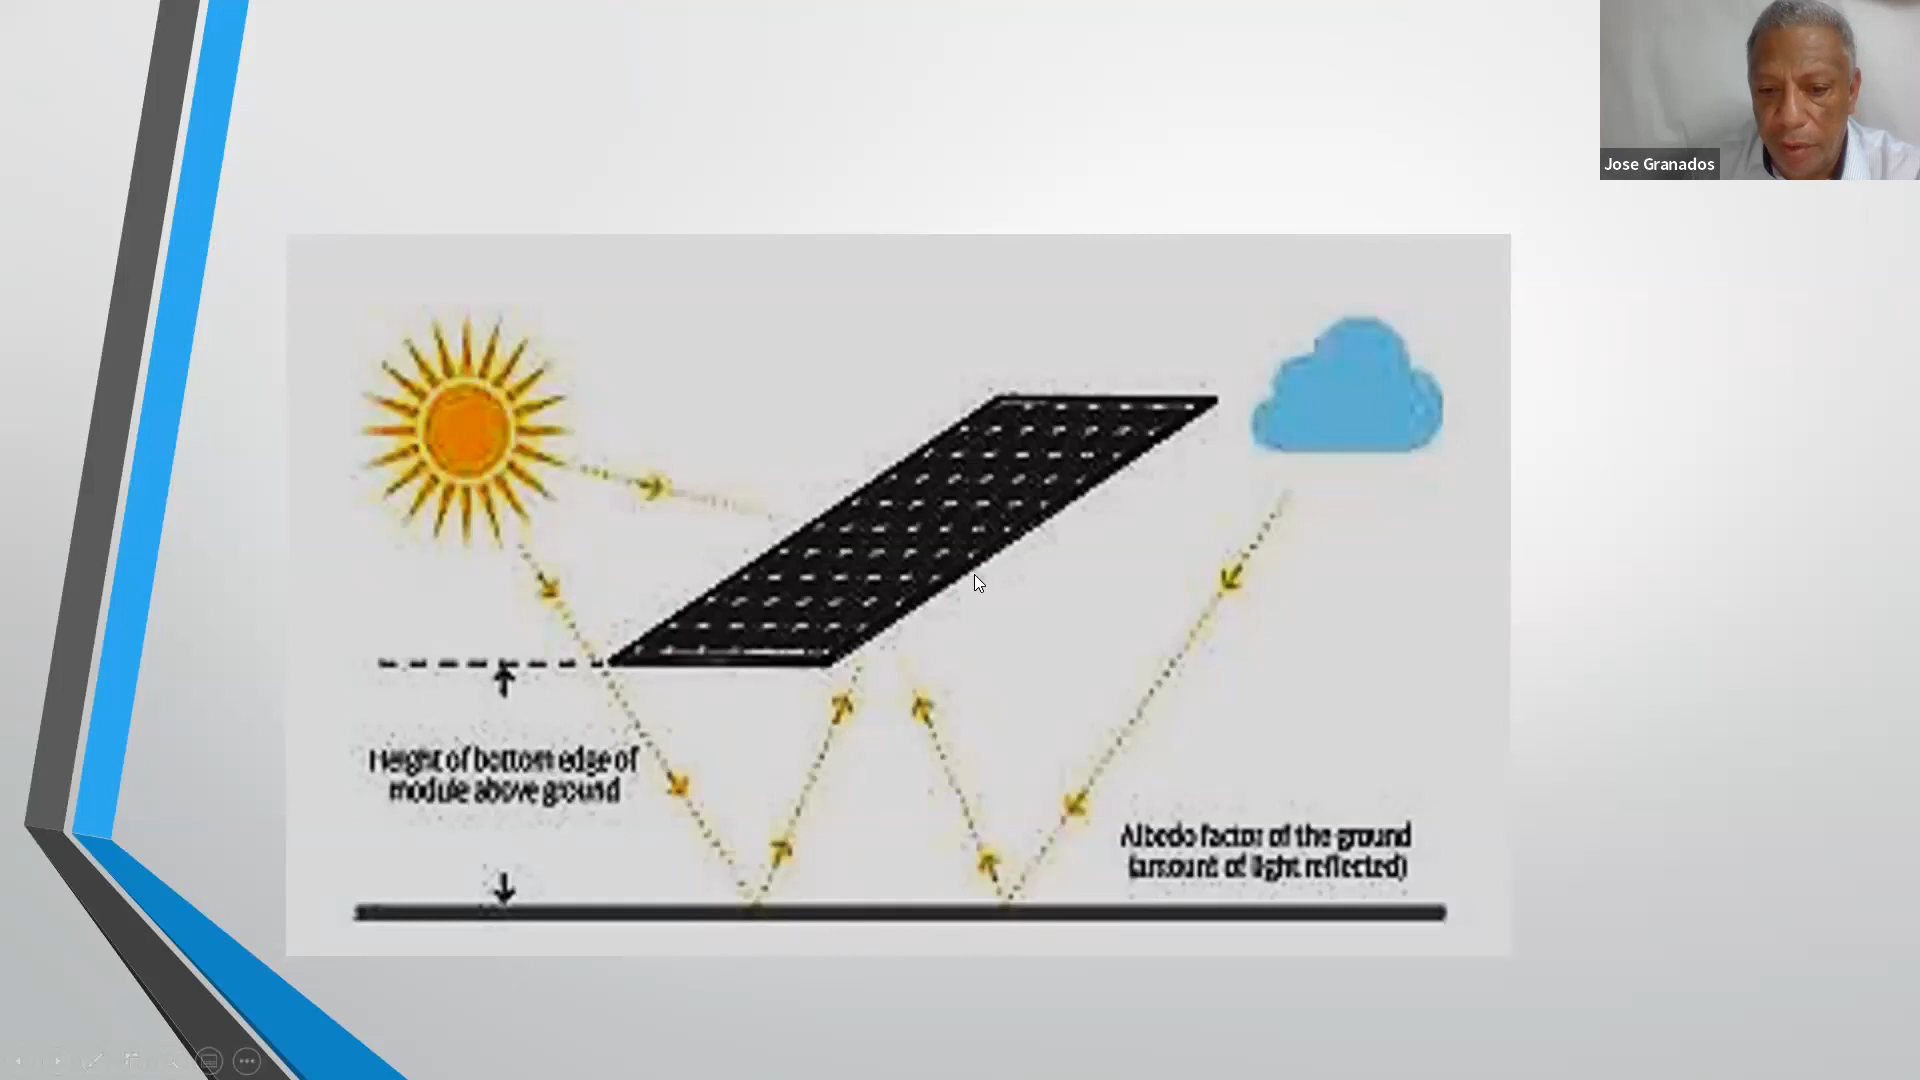 Jose Granados
Height of bottom edge of
module above ground
Albedo factor of the ground
(amount of light reflected)